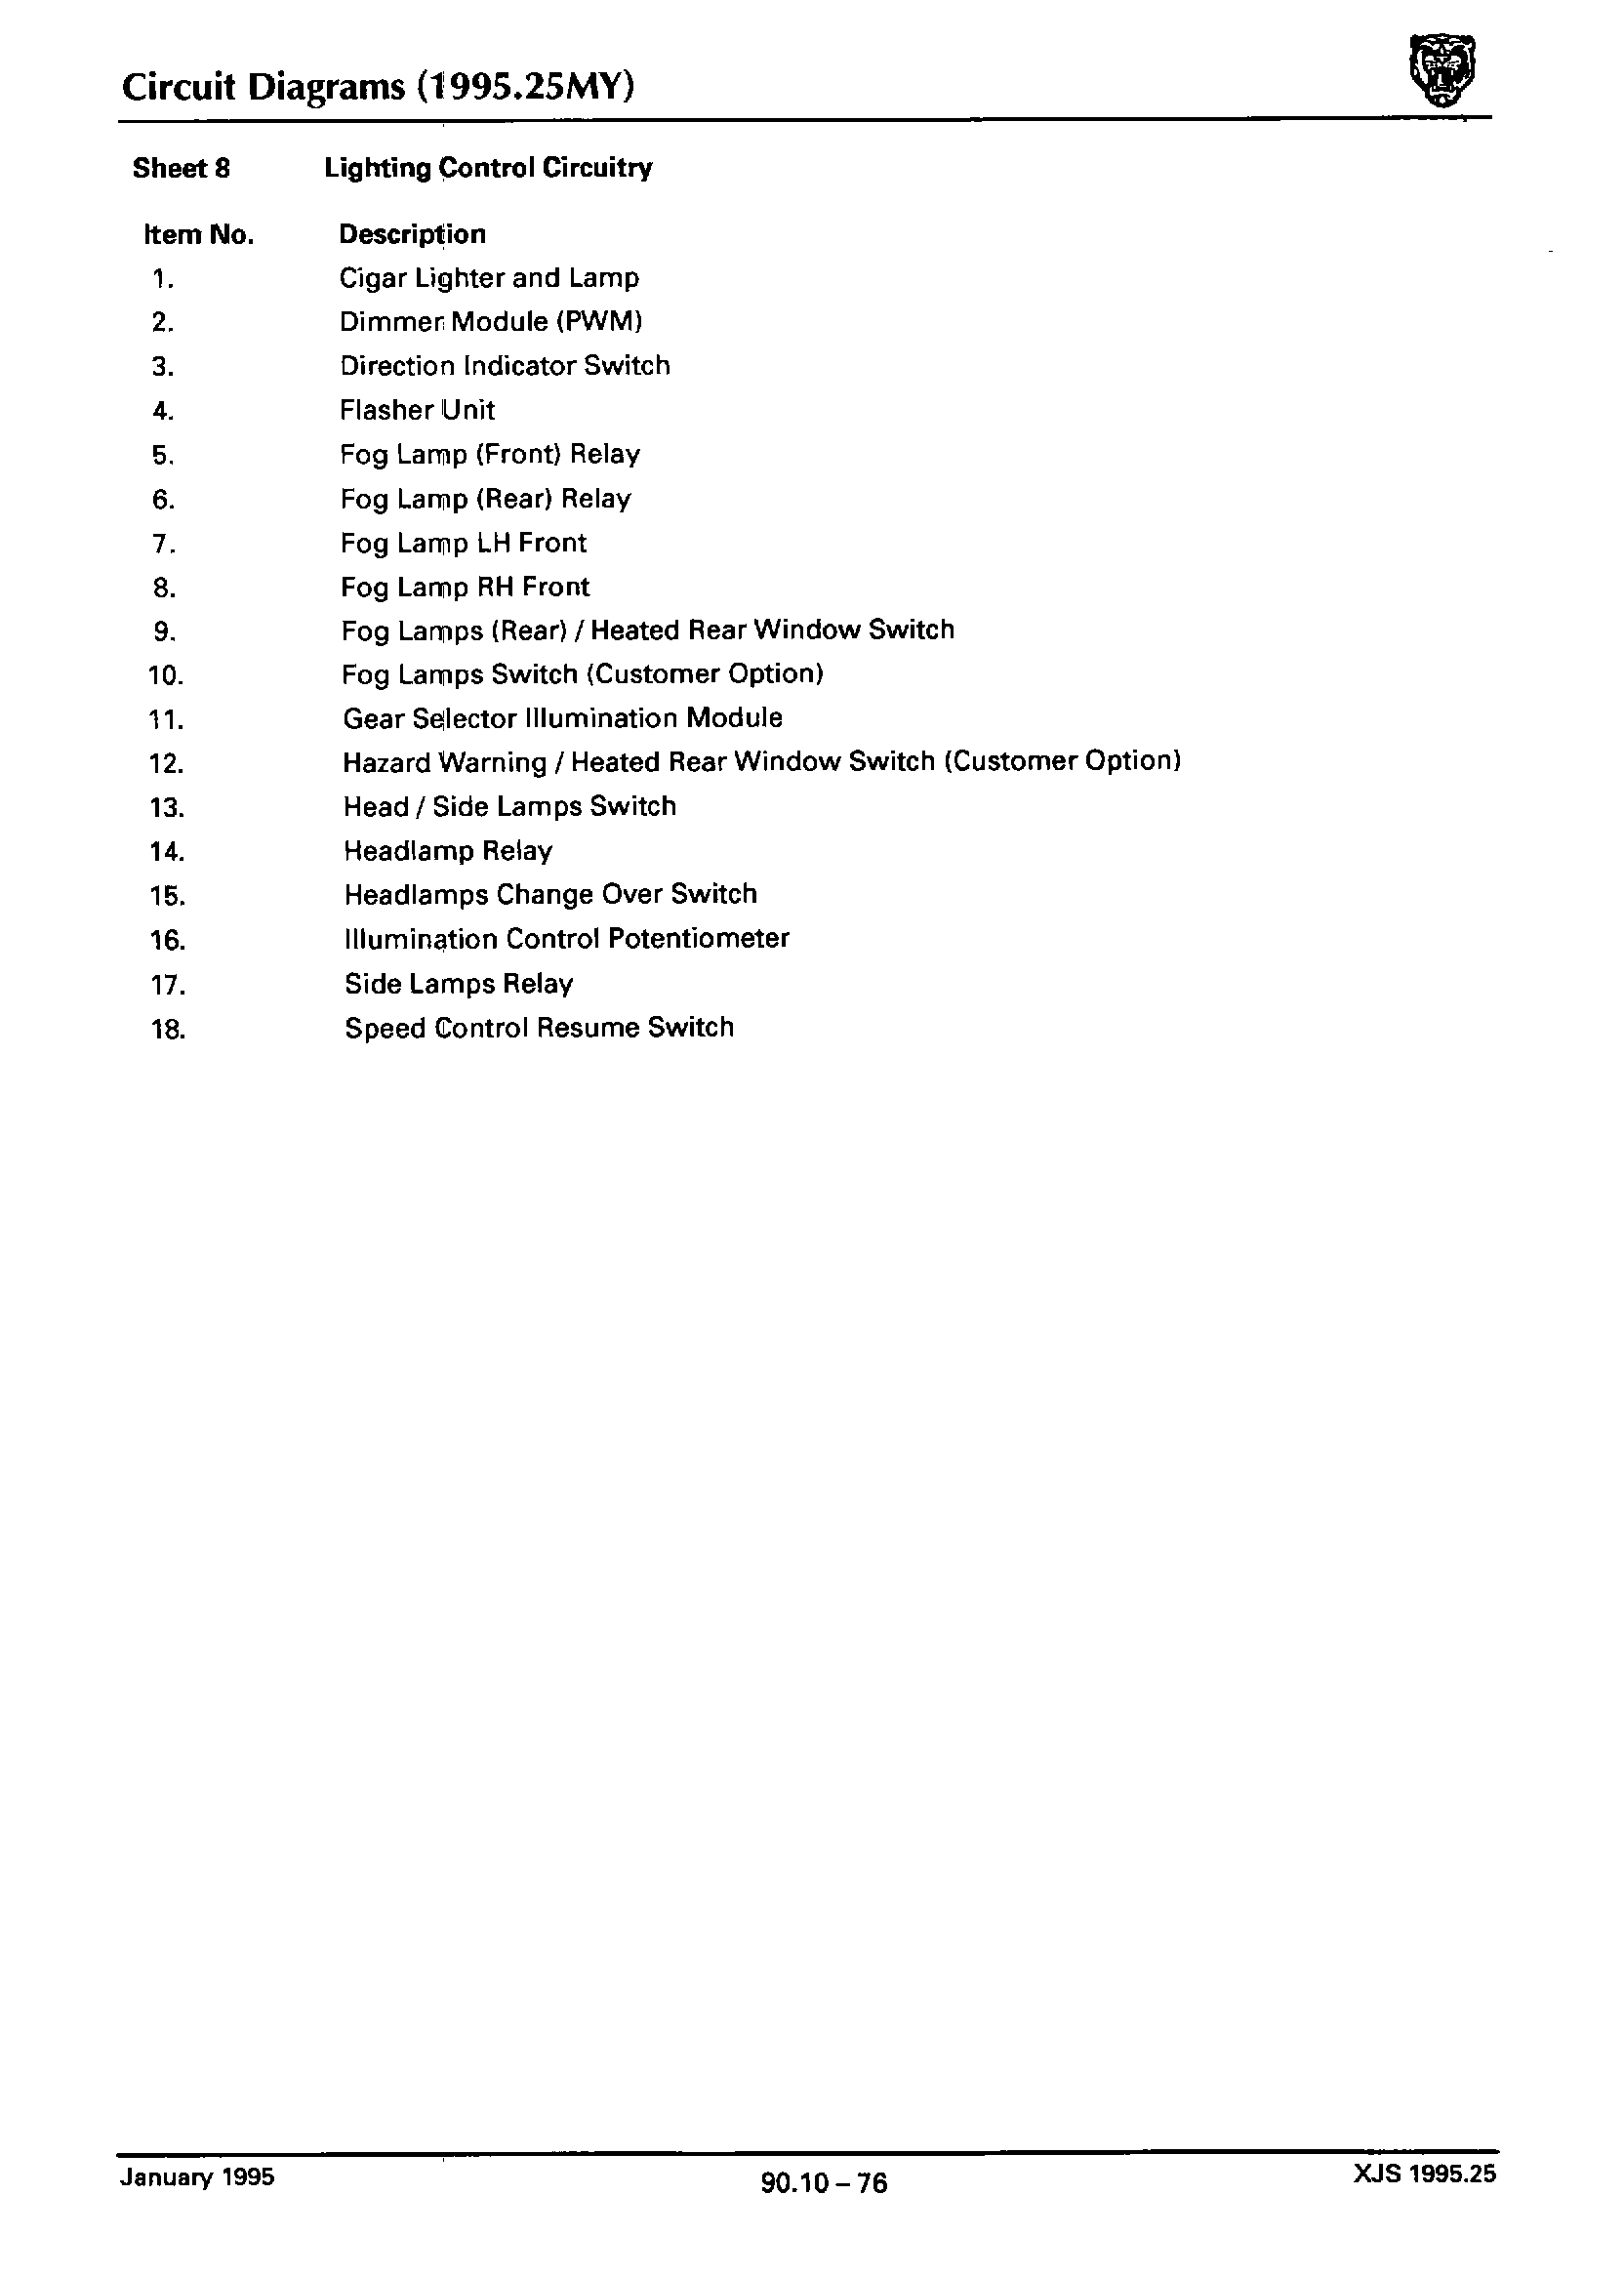 Circuit Diagrams (1995.25MY)
Sheet 8 Lighting Control Circuitry
Item No. Description
1. Cigar Lighter and Lamp
2. Dimmer Module (PWM)
3. Direction Indicator Switch
4. Flasher Unit
5. Fog Lamp (Front) Relay
6. Fog Lamp (Rear) Relay
7. Fog Lamp LH Front
8. Fog Lamp RH Front
9. Fog Lamps (Rear) / Heated Rear Window Switch
10. Fog Lamps Switch (Customer Option)
11. Gear Selector Illumination Module
12. Hazard Warning / Heated Rear Window Switch (Customer Option)
13. Head / Side Lamps Switch
14. Headlamp Relay
15. Headlamps Change Over Switch
16. Illumination Control Potentiometer
17. Side Lamps Relay
18. Speed Control Resume Switch
January 1995 90.10 – 76 XJS 1995.25